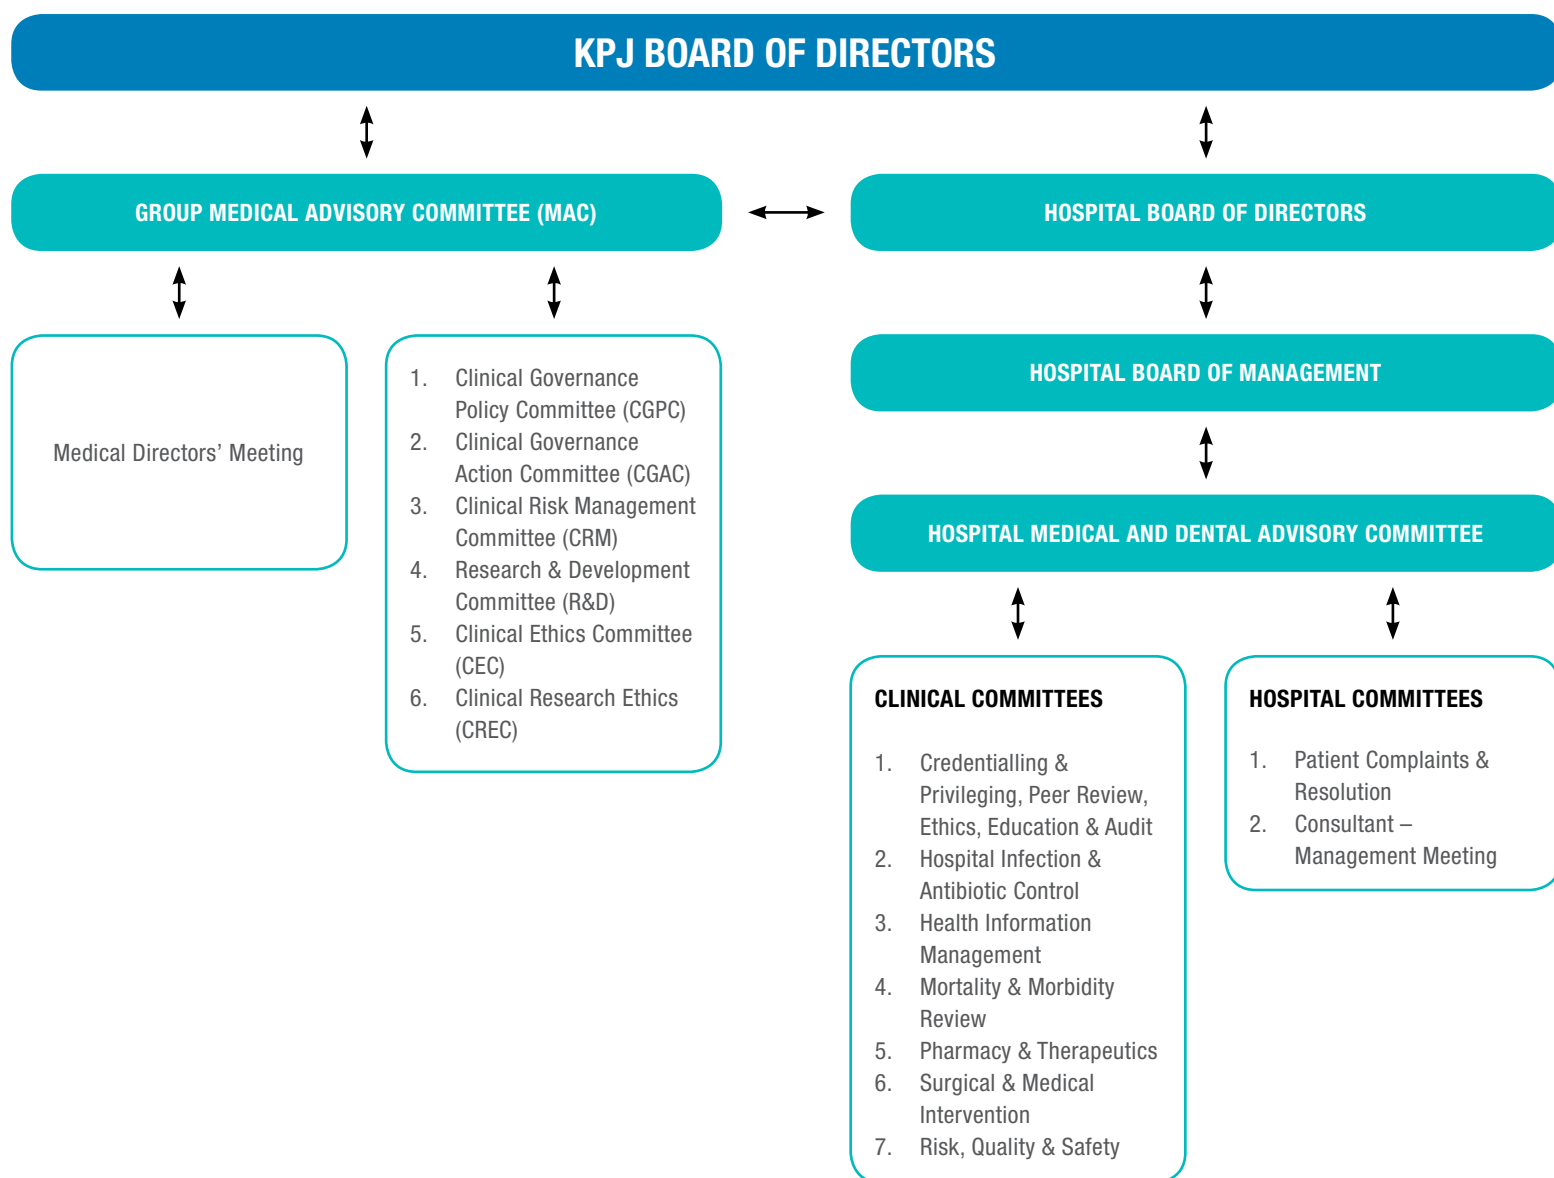 KPJ BOARD OF DIRECTORS
GROUP MEDICAL ADVISORY COMMITTEE (MAC)
HOSPITAL BOARD OF DIRECTORS
Medical Directors’ Meeting
1. Clinical Governance
Policy Committee (CGPC)
2. Clinical Governance
Action Committee (CGAC)
3. Clinical Risk Management
Committee (CRM)
4. Research & Development
Committee (R&D)
5. Clinical Ethics Committee
(CEC)
6. Clinical Research Ethics
(CREC)
HOSPITAL BOARD OF MANAGEMENT
HOSPITAL MEDICAL AND DENTAL ADVISORY COMMITTEE
CLINICAL COMMITTEES
1. Credentialling &
Privileging, Peer Review,
Ethics, Education & Audit
2. Hospital Infection &
Antibiotic Control
3. Health Information
Management
4. Mortality & Morbidity
Review
5. Pharmacy & Therapeutics
6. Surgical & Medical
Intervention
7. Risk, Quality & Safety
HOSPITAL COMMITTEES
1. Patient Complaints &
Resolution
2. Consultant –
Management Meeting